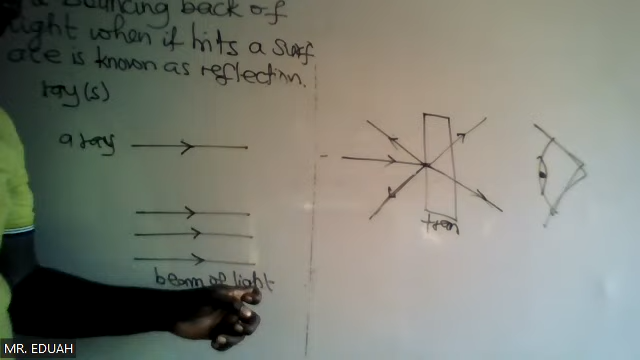 bouncing back of
light when it hits a surf
ace is known as reflection.
ray(s)
a ray
beam of light
tran
MR. EDUAH